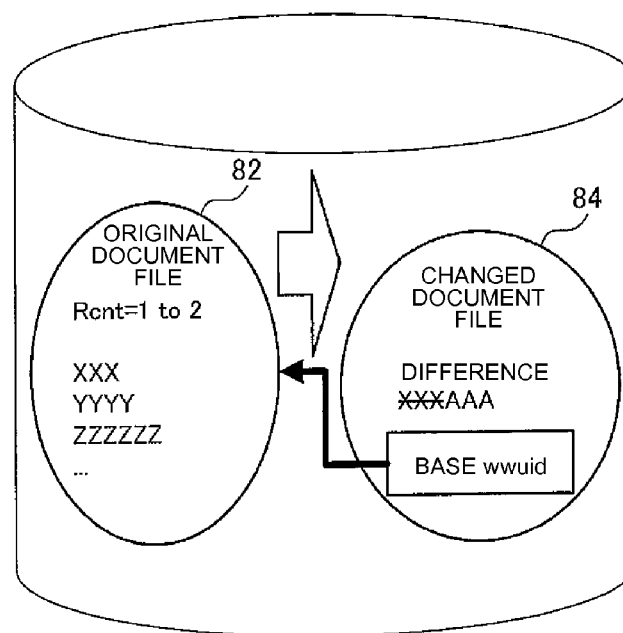 82
ORIGINAL
DOCUMENT
FILE
Rcnt=1 to 2
XXX
YYYY
ZZZZZZ
...
84
CHANGED
DOCUMENT
FILE
DIFFERENCE
XXXAAA
BASE wwuid